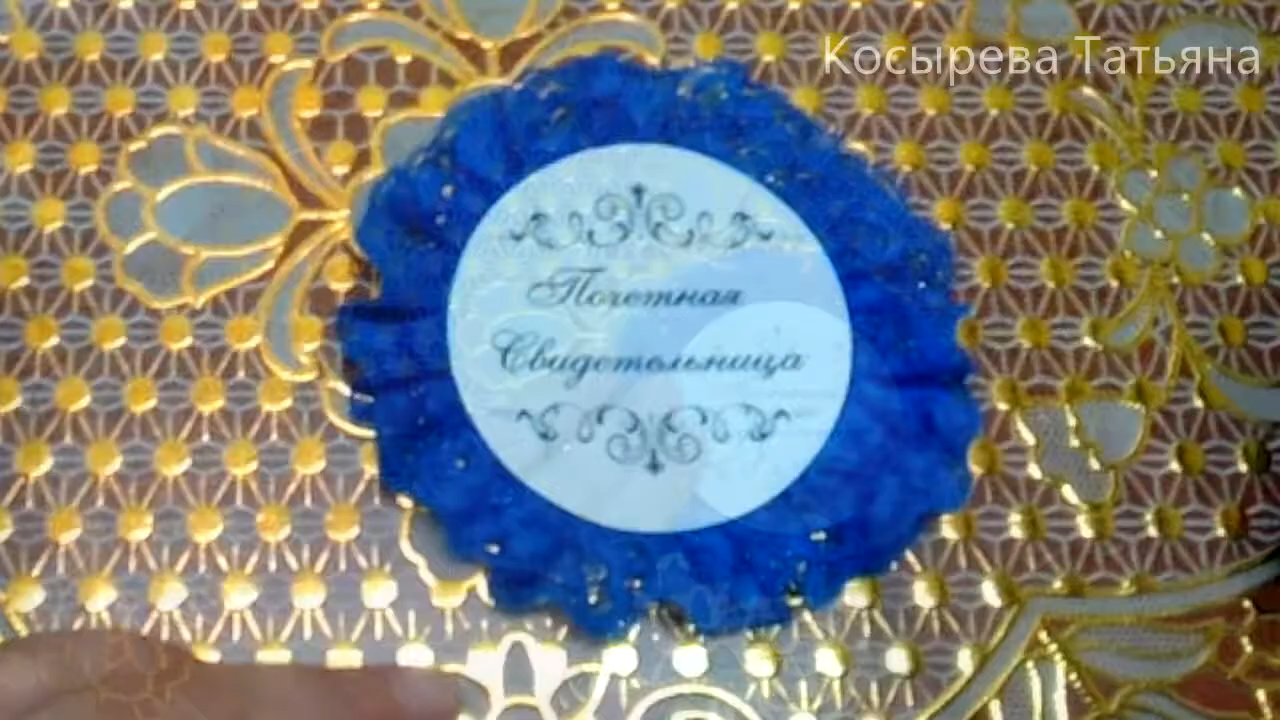 Косырева Татьяна
Почетная
Свидетельница